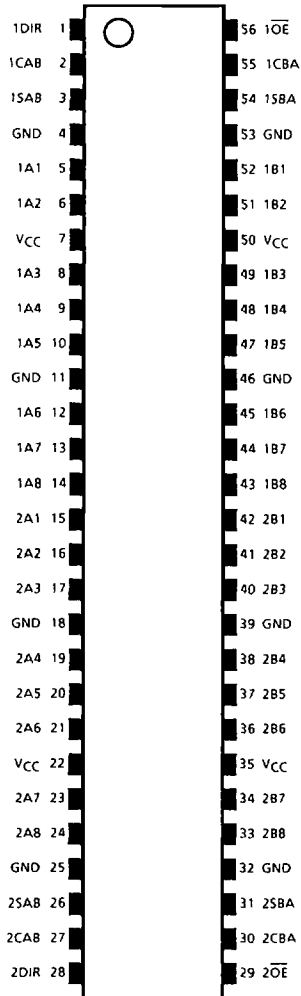 1DIR 1 56 1O̅E̅
1CAB 2 55 1CBA
1SAB 3 54 1SBA
GND 4 53 GND
1A1 5 52 1B1
1A2 6 51 1B2
VCC 7 50 VCC
1A3 8 49 1B3
1A4 9 48 1B4
1A5 10 47 1B5
GND 11 46 GND
1A6 12 45 1B6
1A7 13 44 1B7
1A8 14 43 1B8
2A1 15 42 2B1
2A2 16 41 2B2
2A3 17 40 2B3
GND 18 39 GND
2A4 19 38 2B4
2A5 20 37 2B5
2A6 21 36 2B6
VCC 22 35 VCC
2A7 23 34 2B7
2A8 24 33 2B8
GND 25 32 GND
2SAB 26 31 2SBA
2CAB 27 30 2CBA
2DIR 28 29 2O̅E̅